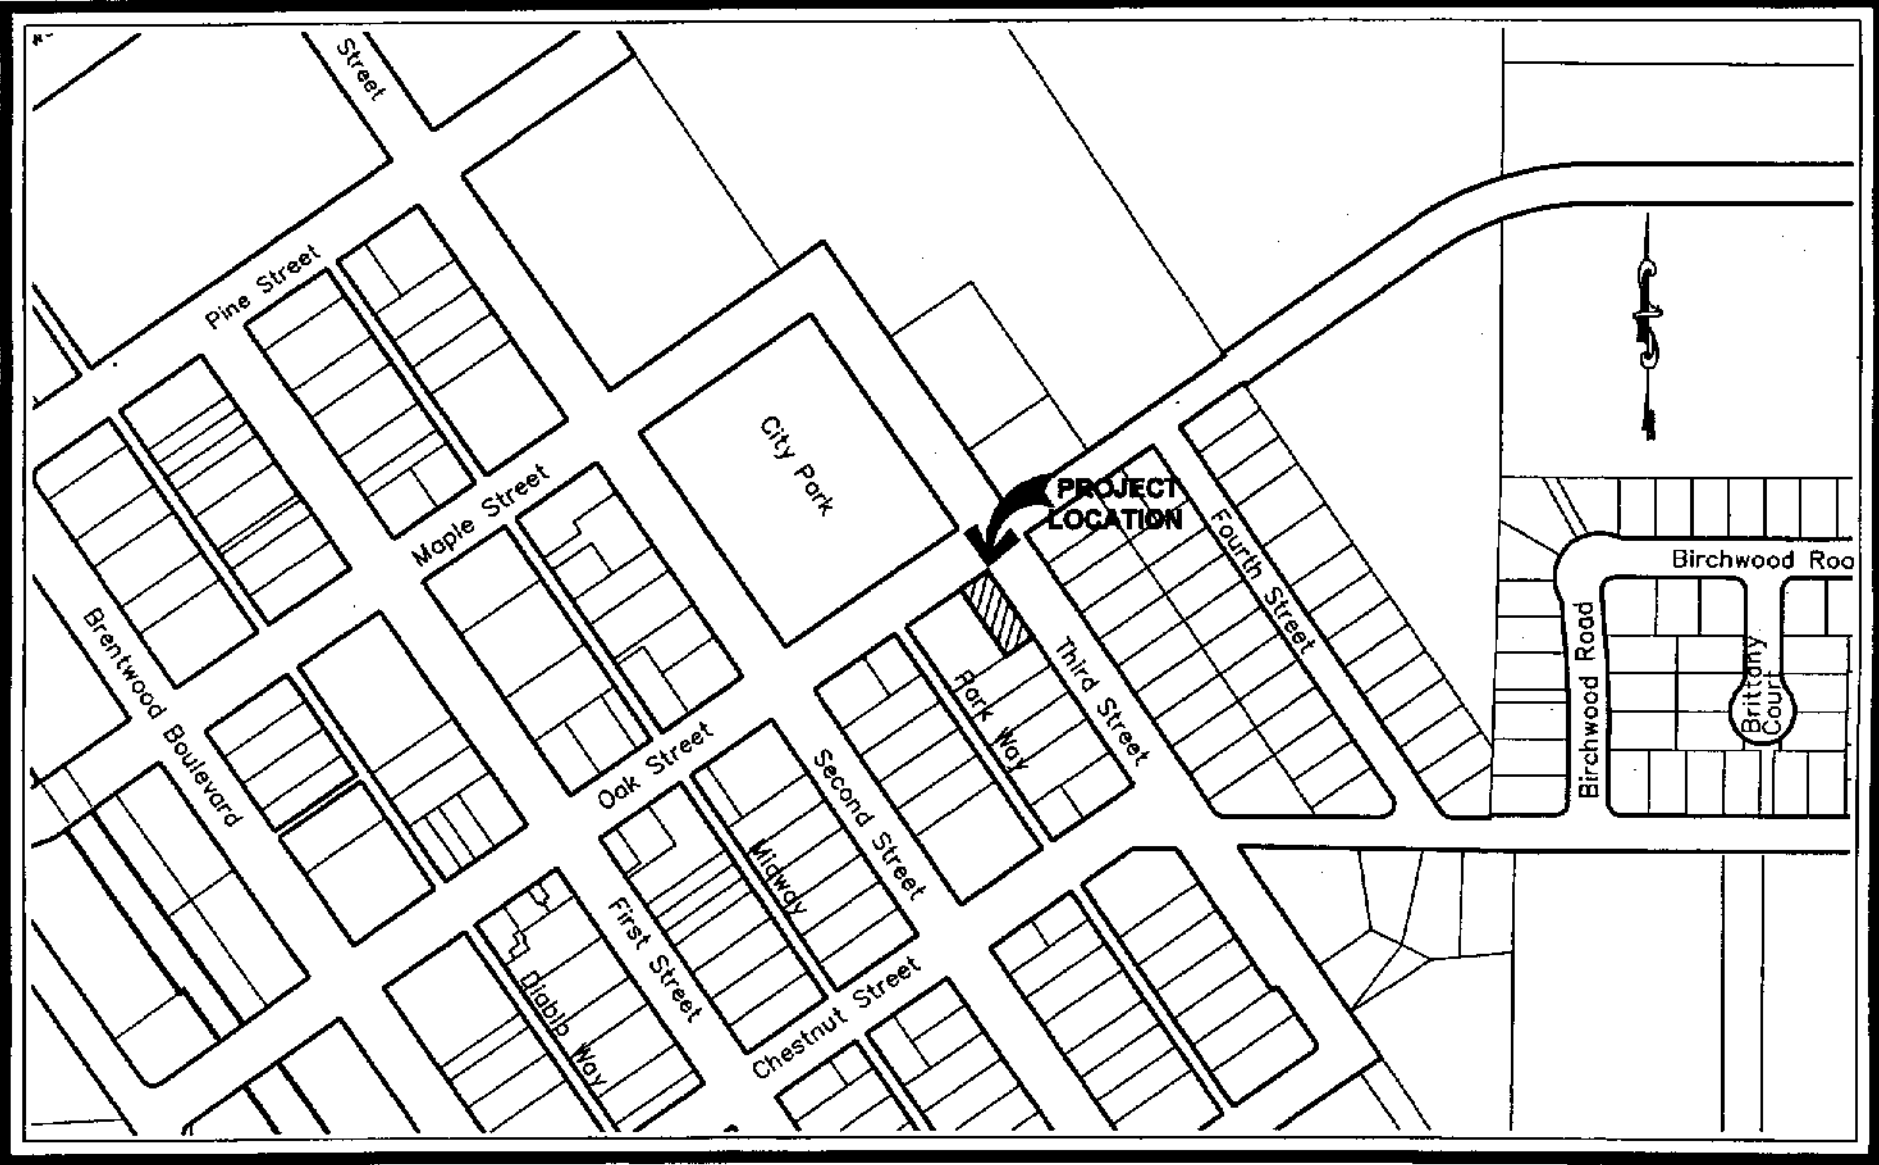 Street
Pine Street
City Park
Maple Street
PROJECT
LOCATION
Fourth Street
Birchwood Roa
Brentwood Boulevard
Third Street
Birchwood Road
Brittany
Court
Park Way
Oak Street
Second Street
Midway
First Street
Diablo Way
Chestnut Street